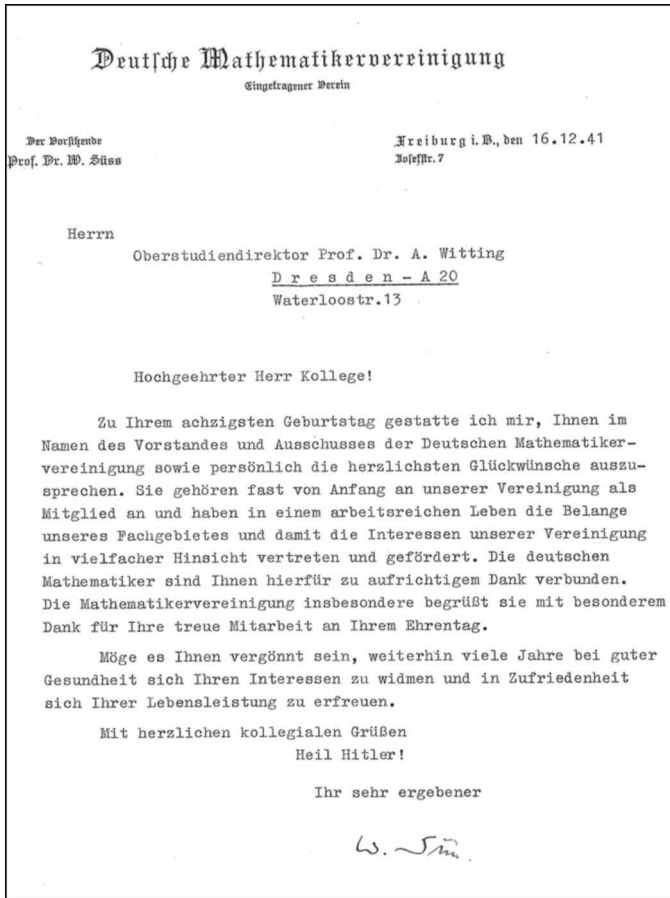 Deutsche Mathematikervereinigung
Eingetragener Verein
Der Vorsitzende
Prof. Dr. W. Süss
Freiburg i. B., den 16.12.41
Josefstr. 7
Herrn
Oberstudiendirektor Prof. Dr. A. Witting
D r e s d e n - A 20
Waterloostr.13
Hochgeehrter Herr Kollege!
Zu Ihrem achzigsten Geburtstag gestatte ich mir, Ihnen im
Namen des Vorstandes und Ausschusses der Deutschen Mathematiker-
vereinigung sowie persönlich die herzlichsten Glückwünsche auszu-
sprechen. Sie gehören fast von Anfang an unserer Vereinigung als
Mitglied an und haben in einem arbeitsreichen Leben die Belange
unseres Fachgebietes und damit die Interessen unserer Vereinigung
in vielfacher Hinsicht vertreten und gefördert. Die deutschen
Mathematiker sind Ihnen hierfür zu aufrichtigem Dank verbunden.
Die Mathematikervereinigung insbesondere begrüßt sie mit besonderem
Dank für Ihre treue Mitarbeit an Ihrem Ehrentag.
Möge es Ihnen vergönnt sein, weiterhin viele Jahre bei guter
Gesundheit sich Ihren Interessen zu widmen und in Zufriedenheit
sich Ihrer Lebensleistung zu erfreuen.
Mit herzlichen kollegialen Grüßen
Heil Hitler!
Ihr sehr ergebener
W. Süss